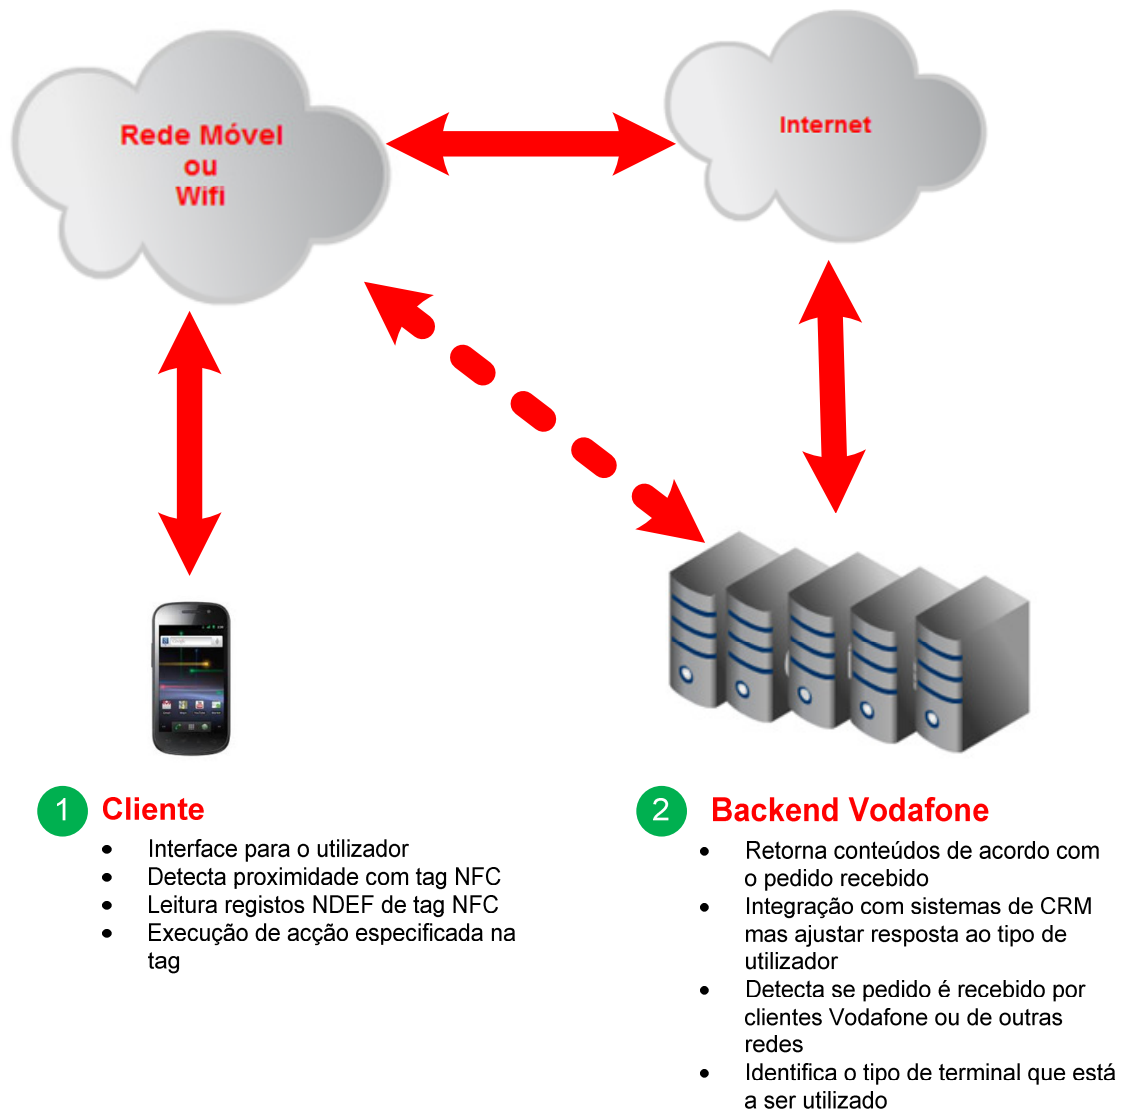 Rede Móvel
ou
Wifi
Internet
1 Cliente
• Interface para o utilizador
• Detecta proximidade com tag NFC
• Leitura registos NDEF de tag NFC
• Execução de acção especificada na
tag
2 Backend Vodafone
• Retorna conteúdos de acordo com
o pedido recebido
• Integração com sistemas de CRM
mas ajustar resposta ao tipo de
utilizador
• Detecta se pedido é recebido por
clientes Vodafone ou de outras
redes
• Identifica o tipo de terminal que está
a ser utilizado